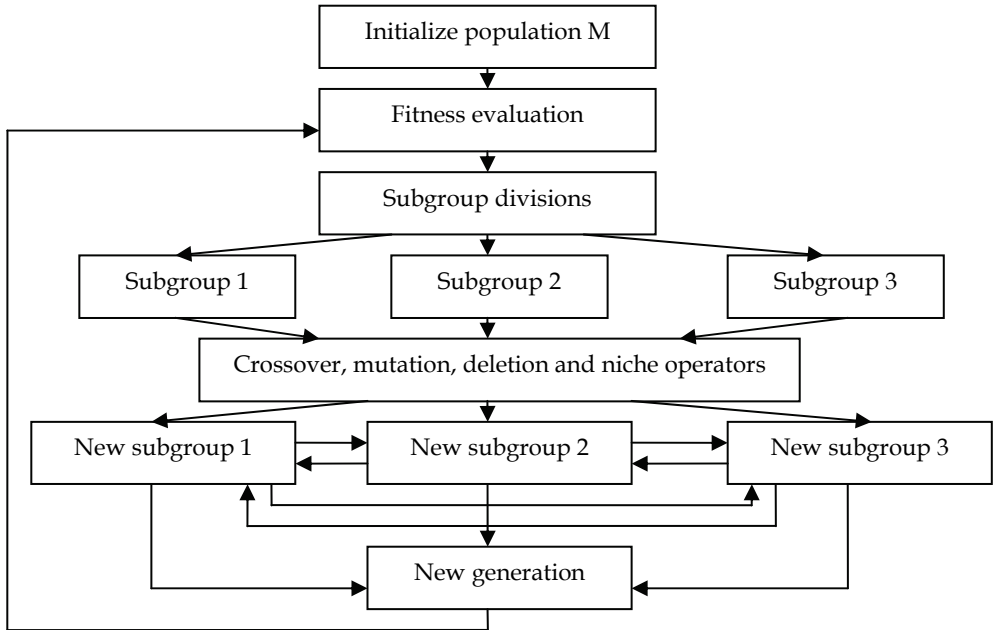 Initialize population M
Fitness evaluation
Subgroup divisions
Subgroup 1
Subgroup 2
Subgroup 3
Crossover, mutation, deletion and niche operators
New subgroup 1
New subgroup 2
New subgroup 3
New generation